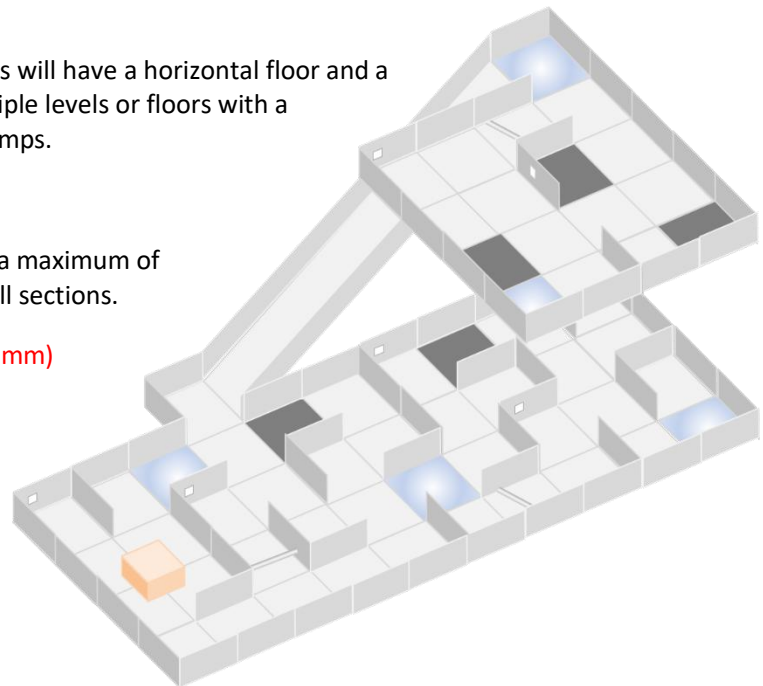 s will have a horizontal floor and a
iple levels or floors with a
mps.
a maximum of
ll sections.
mm)